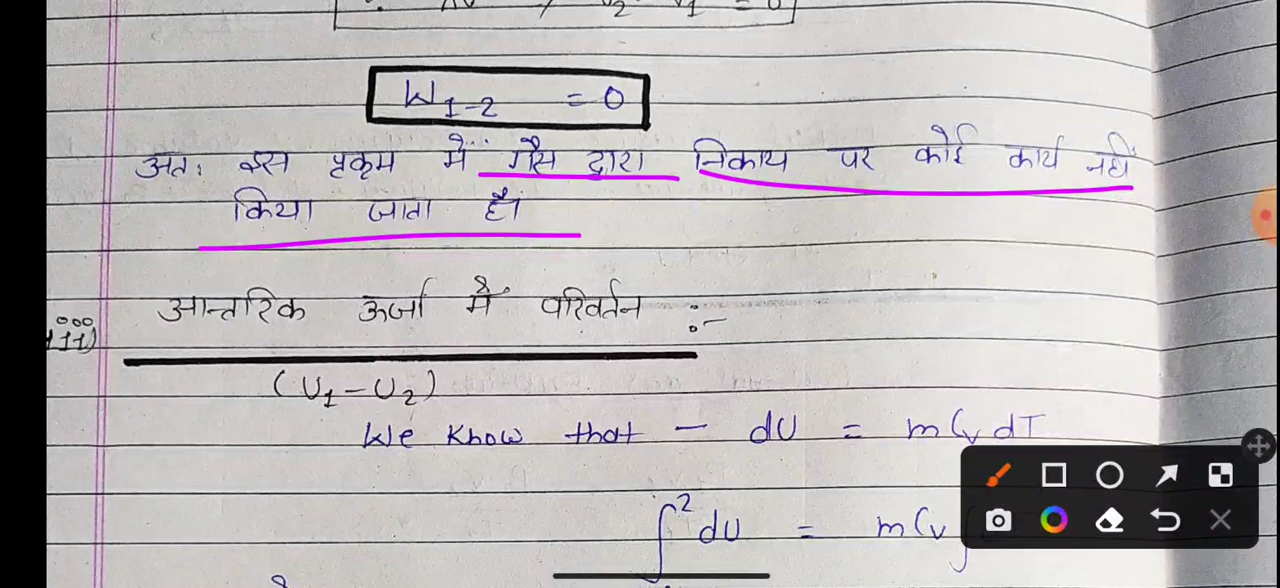 W₁₋₂ = 0
अतः इस प्रक्रम में गैस द्वारा निकाय पर कोई कार्य नहीं
किया जाता है।
iii) आन्तरिक ऊर्जा में परिवर्तन :-
(U₁-U₂)
We know that - dU = mCv dT
∫² dU = mCv ∫